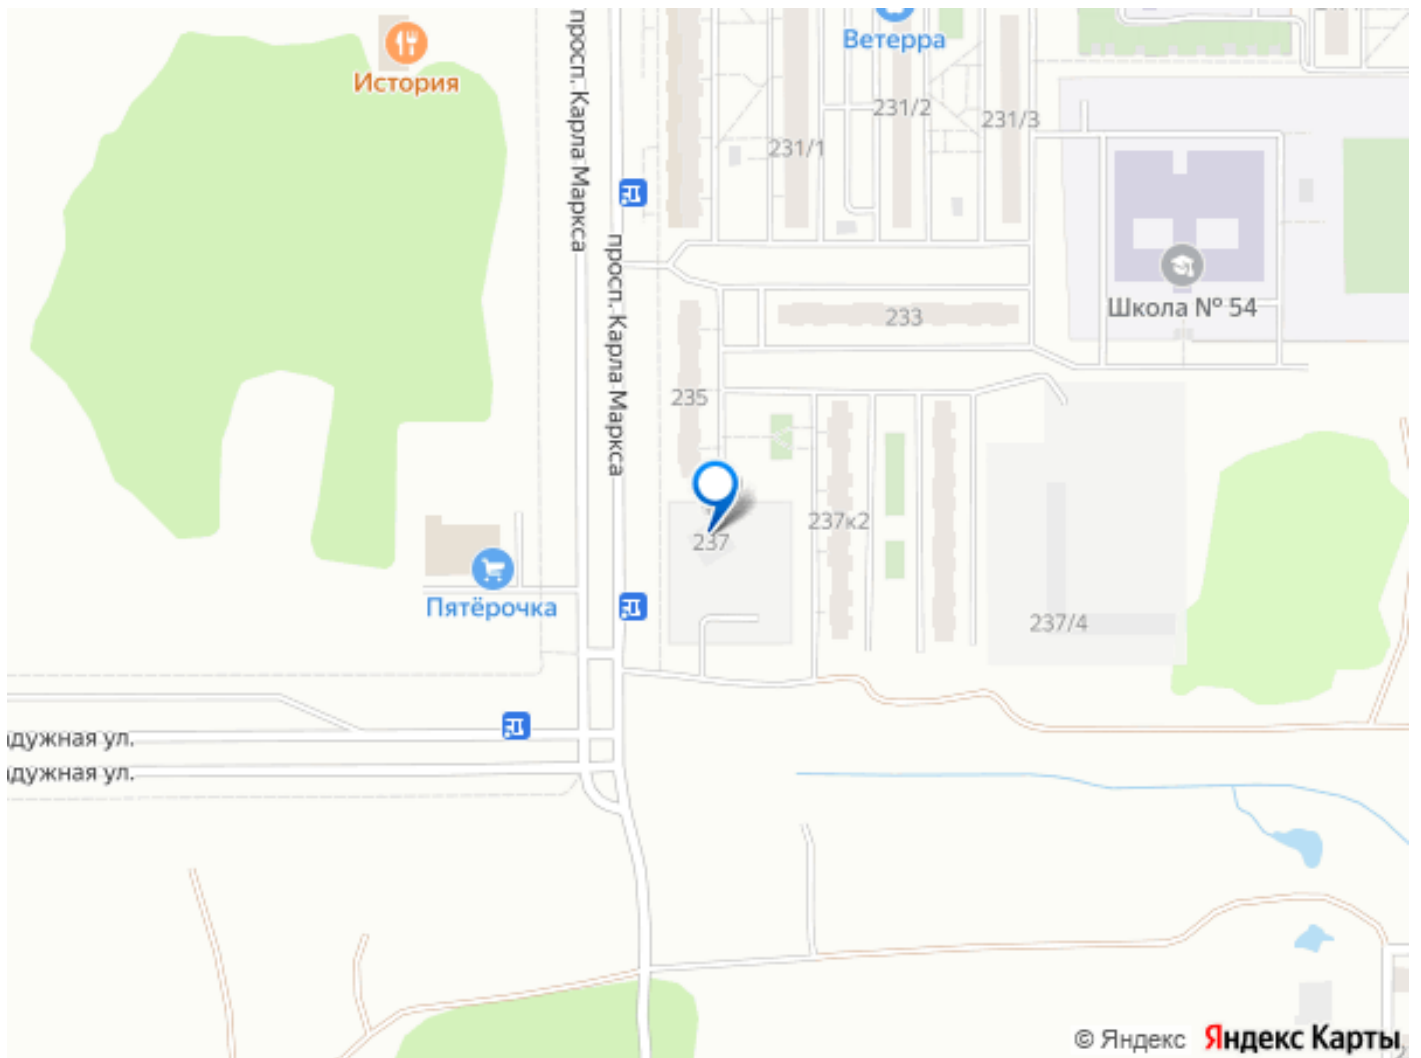 История
просп. Карла Маркса
Ветерра
231/2
231/3
231/1
просп. Карла Маркса
Школа № 54
233
235
237к2
237
Пятёрочка
237/4
дужная ул.
дужная ул.
© Яндекс Яндекс Карты